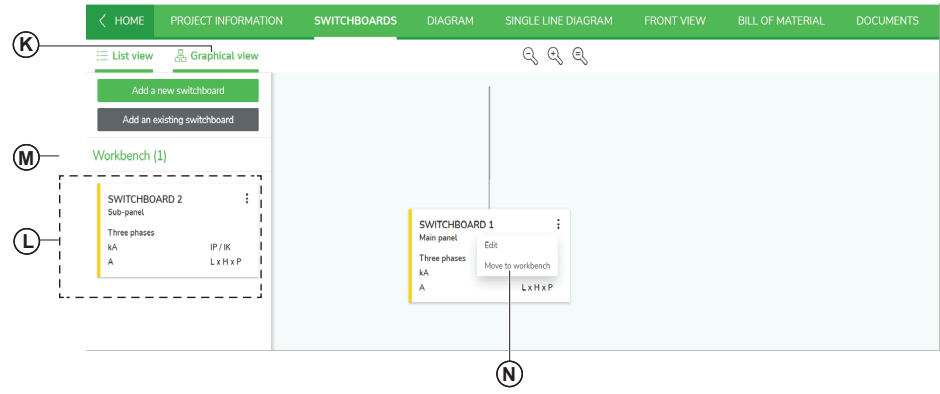 HOME PROJECT INFORMATION SWITCHBOARDS DIAGRAM SINGLE LINE DIAGRAM FRONT VIEW BILL OF MATERIAL DOCUMENTS
K
List view Graphical view
Add a new switchboard
Add an existing switchboard
M
Workbench (1)
L
SWITCHBOARD 2
Sub-panel
Three phases
kA IP / IK
A L x H x P
SWITCHBOARD 1
Main panel
Edit
Three phases
Move to workbench
kA
A L x H x P
N